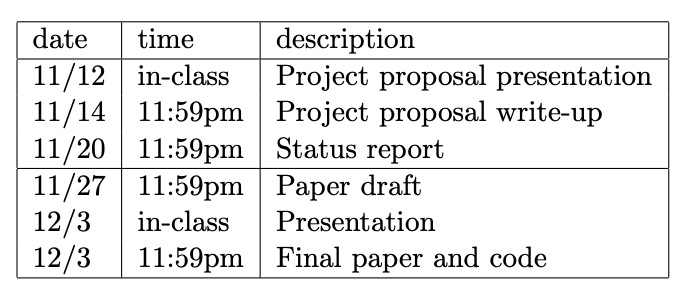 date time description
11/12 in-class Project proposal presentation
11/14 11:59pm Project proposal write-up
11/20 11:59pm Status report
11/27 11:59pm Paper draft
12/3 in-class Presentation
12/3 11:59pm Final paper and code